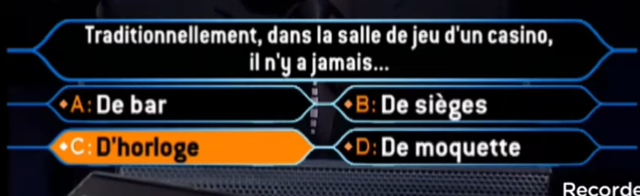 Traditionnellement, dans la salle de jeu d'un casino,
il n'y a jamais...
A: De bar
B: De sièges
C: D'horloge
D: De moquette
Recorde